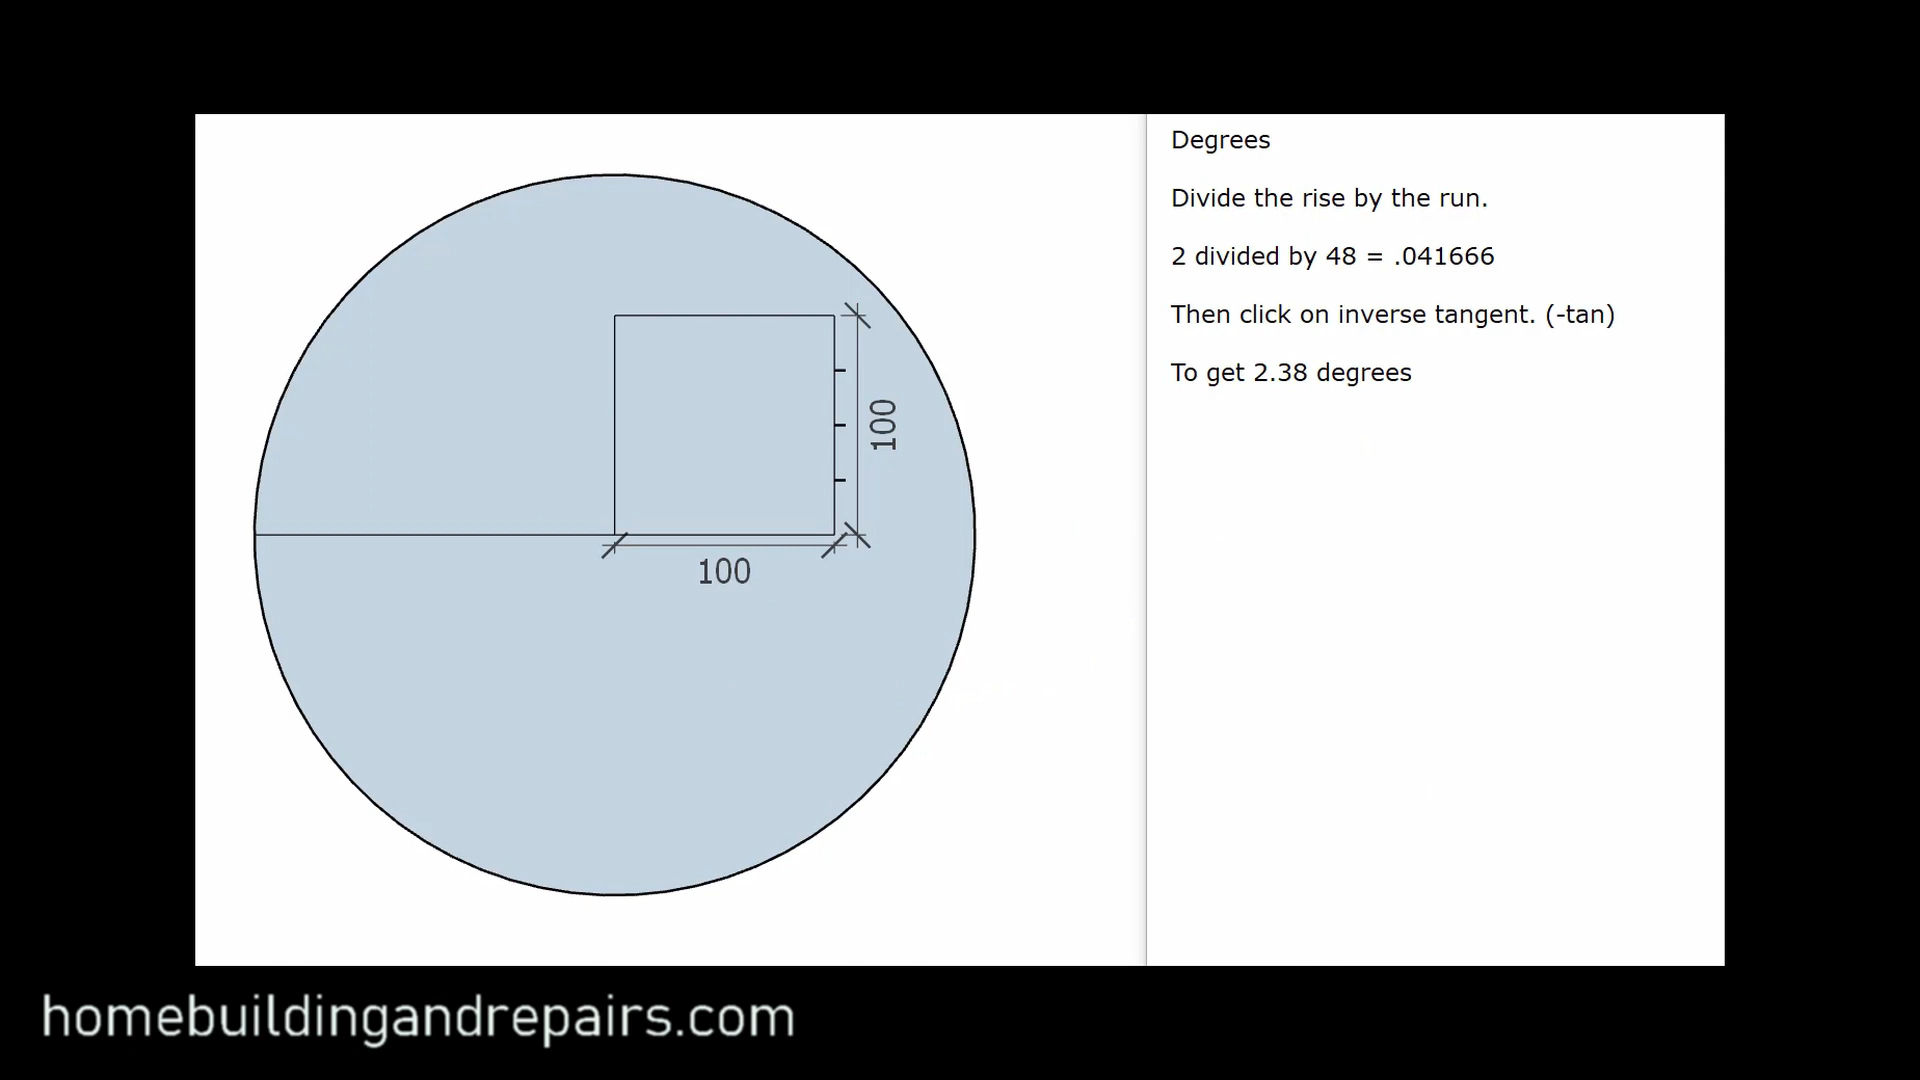 Degrees
Divide the rise by the run.
2 divided by 48 = .041666
Then click on inverse tangent. (-tan)
To get 2.38 degrees
100
100
homebuildingandrepairs.com